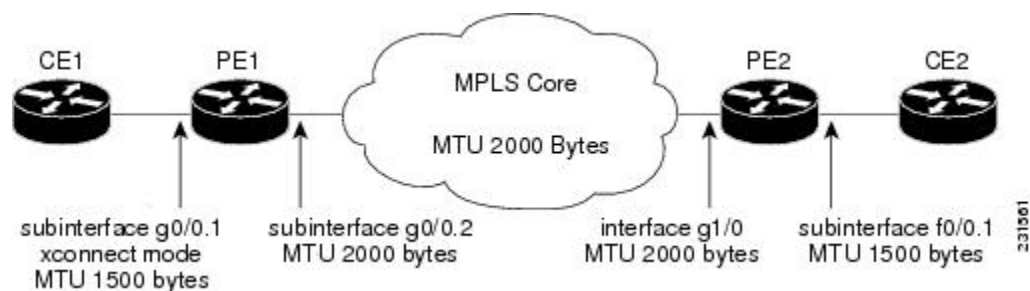 CE1
PE1
MPLS Core
MTU 2000 Bytes
PE2
CE2
subinterface g0/0.1
xconnect mode
MTU 1500 bytes
subinterface g0/0.2
MTU 2000 bytes
interface g1/0
MTU 2000 bytes
subinterface f0/0.1
MTU 1500 bytes
231561